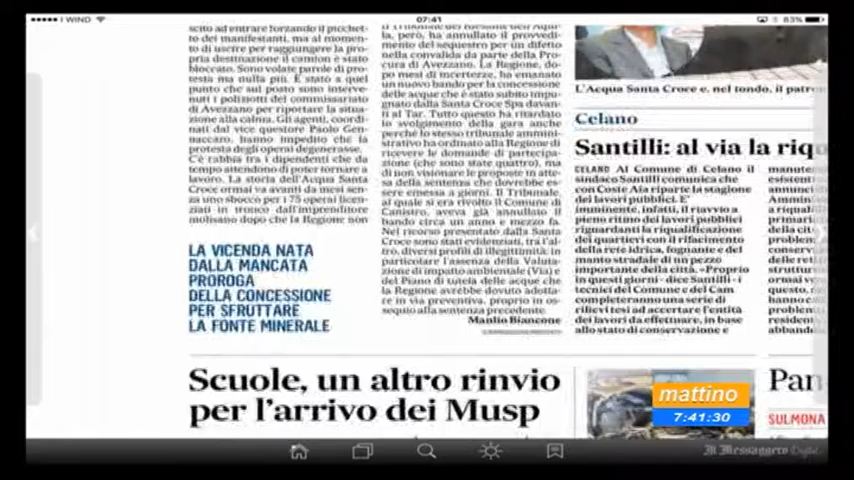 WIND
07:41
83%
scito ad entrare forzando il picchet-
to dei manifestanti, ma al momento
di uscire per raggiungere la pro-
pria destinazione il camion è stato
bloccato. Sono volate parole di pro-
testa ma nulla più. È stato a quel
punto che sul posto sono interve-
nuti i poliziotti del commissariato
di Avezzano per riportare la situa-
zione alla calma. Gli agenti, coordi-
nati dal vice questore Paolo Gen-
naccaro, hanno impedito che la
protesta degli operai degenerasse.
C'è rabbia tra i dipendenti che da
tempo attendono di poter tornare a
lavoro. La storia dell'Acqua Santa
Croce ormai va avanti da mesi sen-
za uno sbocco per i 75 operai licen-
ziati in tronco dall'imprenditore
molisano dopo che la Regione non
LA VICENDA NATA
DALLA MANCATA
PROROGA
DELLA CONCESSIONE
PER SFRUTTARE
LA FONTE MINERALE
la, però, ha annullato il provvedi-
mento del sequestro per un difetto
nella convalida da parte della Pro-
cura di Avezzano. La Regione, do-
po mesi di incertezze, ha emanato
un nuovo bando per la concessione
delle acque che è stato subito impu-
gnato dalla Santa Croce Spa davan-
ti al Tar. Tutto questo ha ritardato
lo svolgimento della gara anche
perché lo stesso tribunale ammini-
strativo ha ordinato alla Regione di
ricevere le domande di partecipa-
zione (che sono state quattro), ma
di non visionare le proposte in atte-
sa della sentenza che dovrebbe es-
sere emessa a giorni. Il Tribunale,
al quale si era rivolto il Comune di
Canistro, aveva già annullato il
bando circa un anno e mezzo fa.
Nel ricorso presentato dalla Santa
Croce sono stati evidenziati, tra l'al-
tro, diversi profili di illegittimità: in
particolare l'assenza della Valuta-
zione di impatto ambientale (Via) e
del Piano di tutela delle acque che
la Regione avrebbe dovuto adotta-
re in via preventiva, proprio in os-
sequio alla sentenza precedente.
Manlio Biancone
L'Acqua Santa Croce e, nel tondo, il patr
Celano
Santilli: al via la riq
CELANO Al Comune di Celano il
sindaco Santilli comunica che
con Coste Aia riparte la stagione
dei lavori pubblici. E'
imminente, infatti, il riavvio a
pieno ritmo dei lavori pubblici
riguardanti la riqualificazione
dei quartieri con il rifacimento
della rete idrica, fognante e del
manto stradale di un pezzo
importante della città. «Proprio
in questi giorni - dice Santilli - i
tecnici del Comune e del Cam
completeranno una serie di
rilievi tesi ad accertare l'entità
dei lavori da effettuare, in base
allo stato di conservazione e
Scuole, un altro rinvio
per l'arrivo dei Musp
Pan
SULMONA
mattino
7:41:30
Il Messaggero Digital